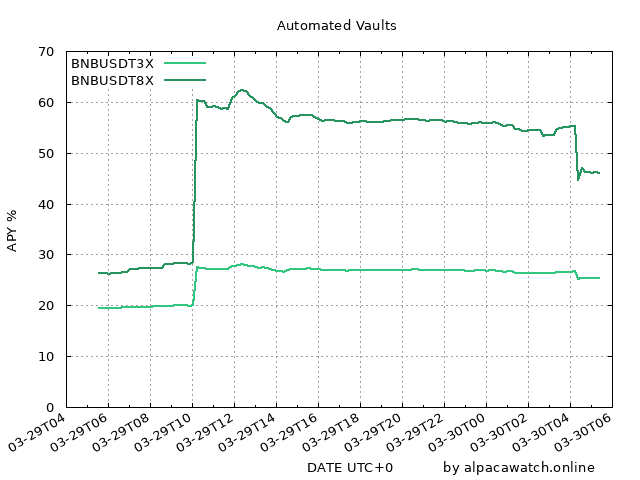 Automated Vaults
BNBUSDT3X
BNBUSDT8X
APY %
70
60
50
40
30
20
10
0
03-29T04
03-29T06
03-29T08
03-29T10
03-29T12
03-29T14
03-29T16
03-29T18
03-29T20
03-29T22
03-30T00
03-30T02
03-30T04
03-30T06
DATE UTC+0
by alpacawatch.online